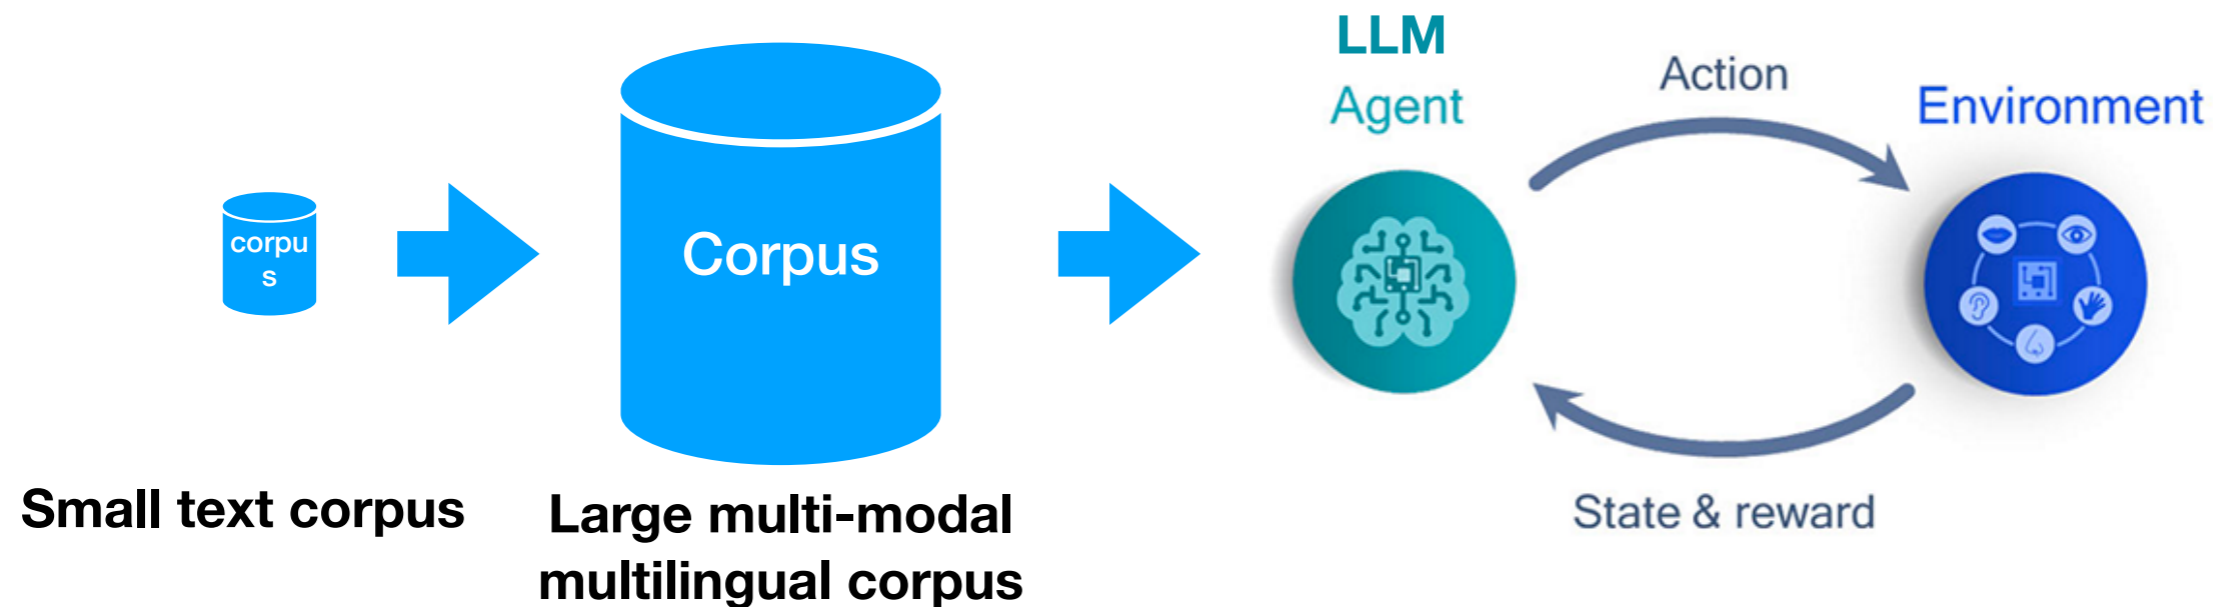 corpu
s
Small text corpus
Corpus
Large multi-modal
multilingual corpus
LLM
Agent
Action
Environment
State & reward